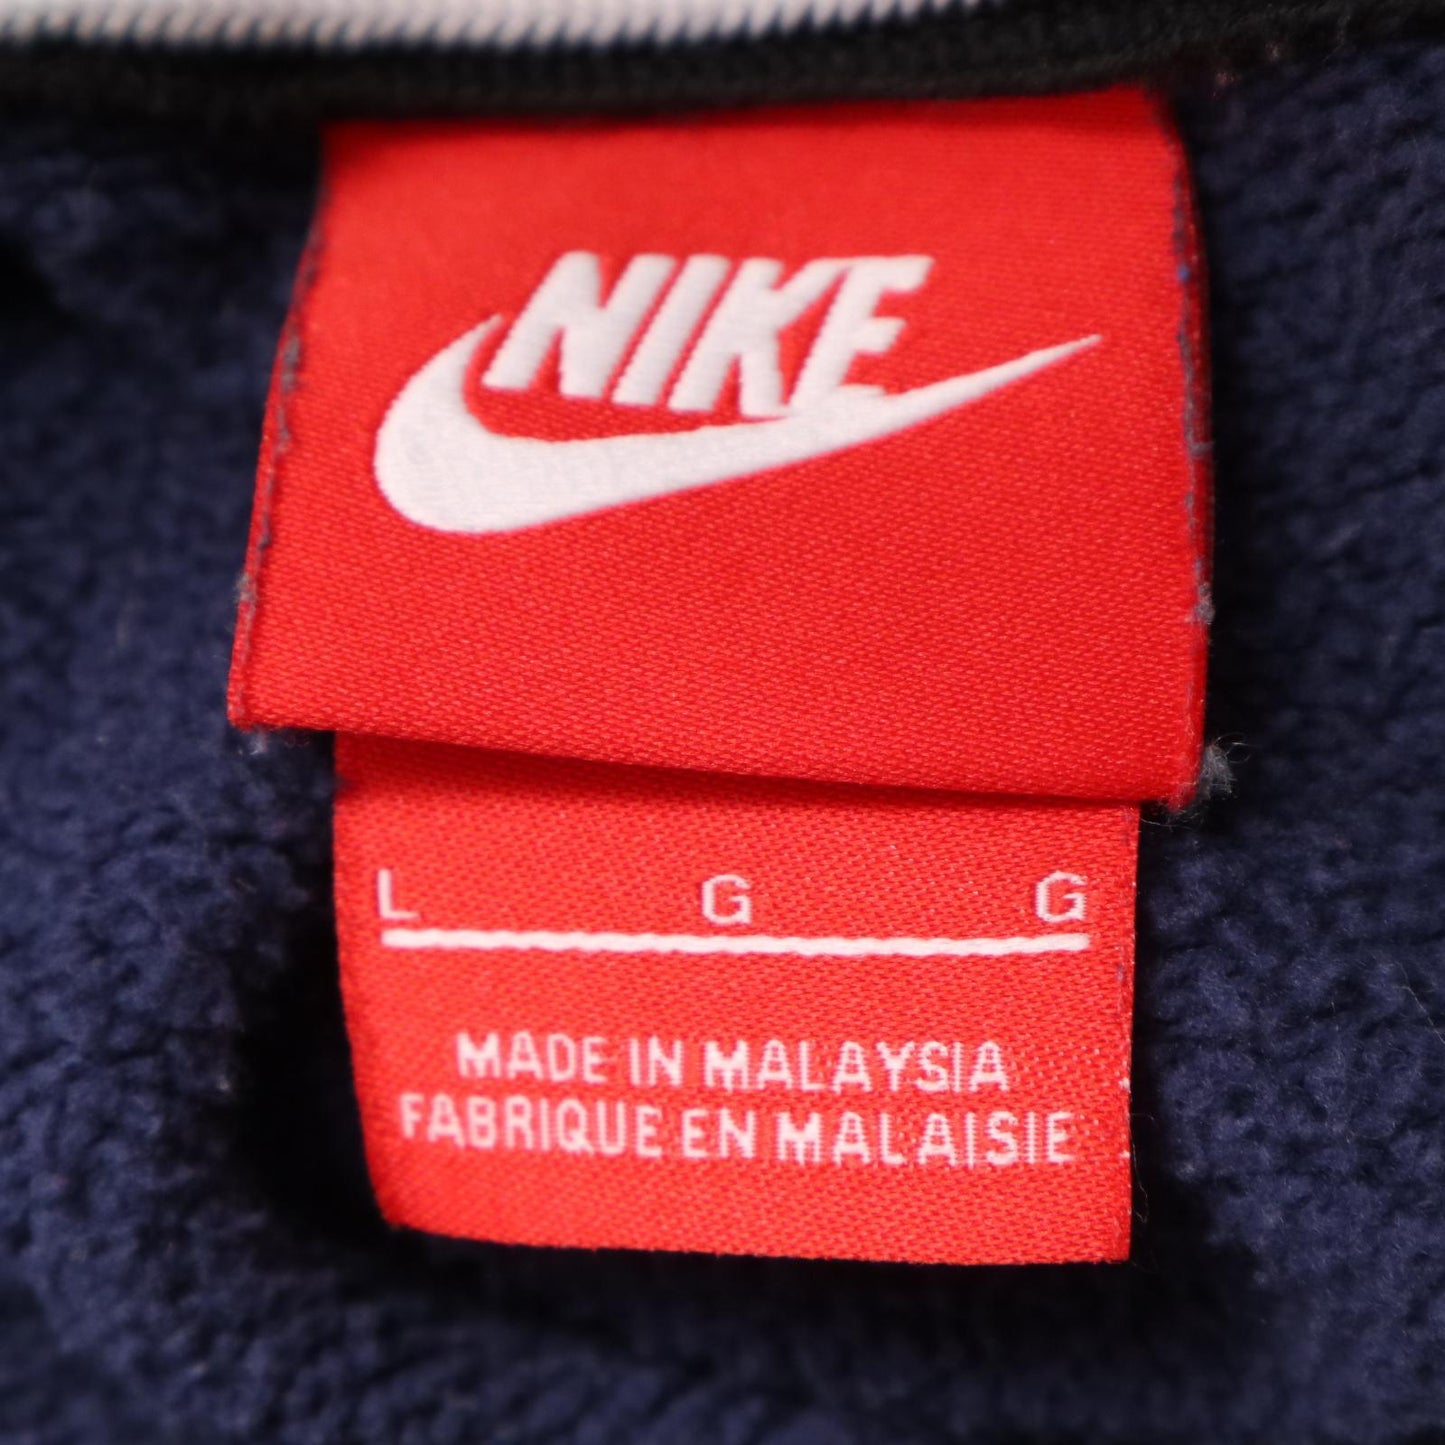 NIKE
L G G
MADE IN MALAYSIA
FABRIQUE EN MALAISIE